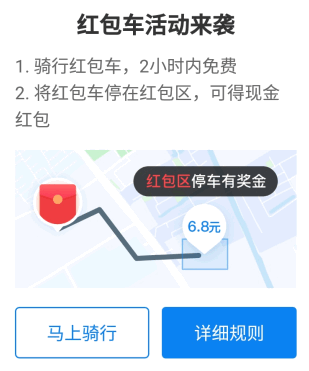 红包车活动来袭
1. 骑行红包车，2小时内免费
2. 将红包车停在红包区，可得现金
红包
红包区停车有奖金
6.8元
马上骑行
详细规则